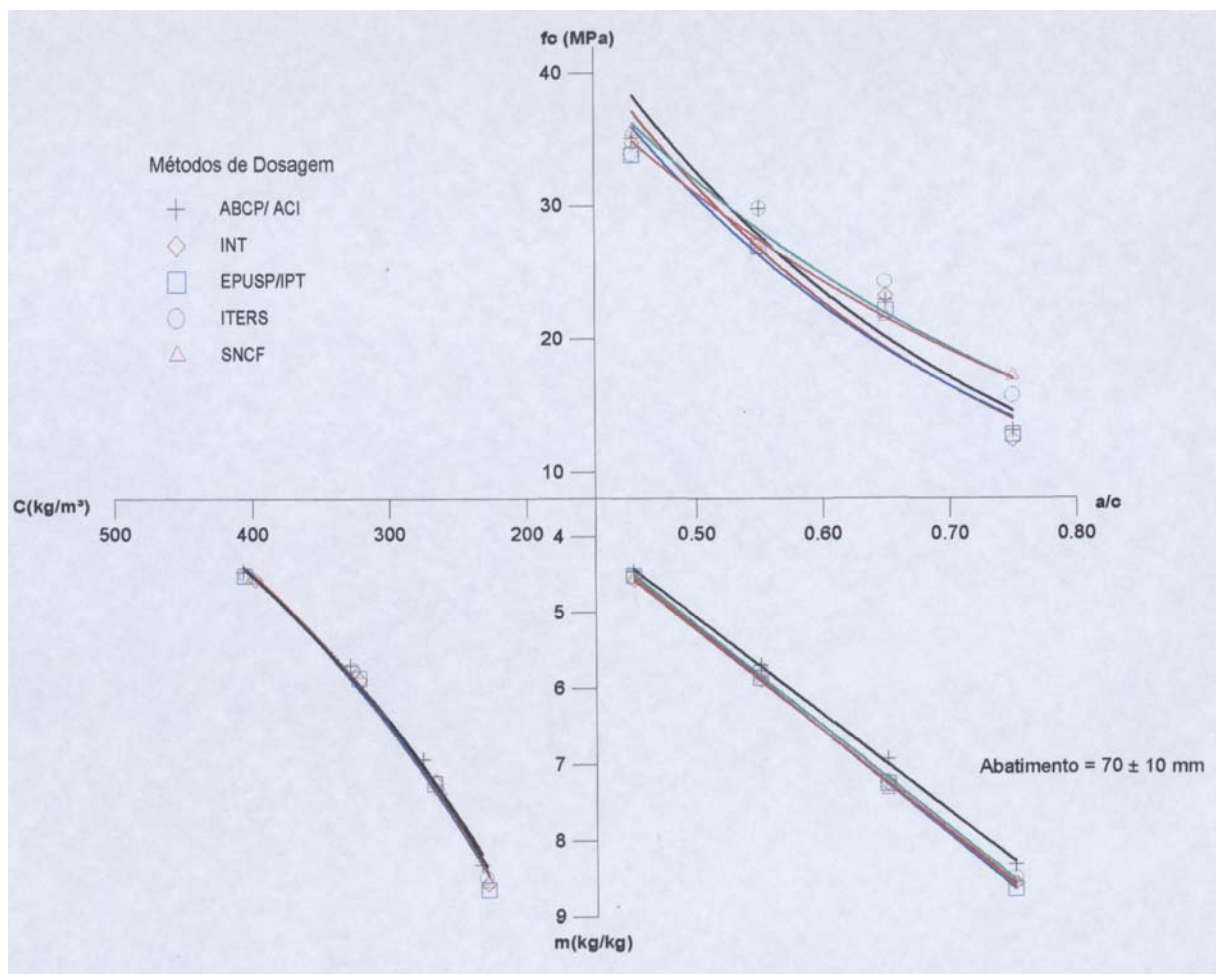 fc (MPa)
40
30
20
10
Métodos de Dosagem
ABCP/ ACI
INT
EPUSP/IPT
ITERS
SNCF
C(kg/m³)
a/c
500 400 300 200 4 0.50 0.60 0.70 0.80
5
6
7
8
9
Abatimento = 70 ± 10 mm
m(kg/kg)